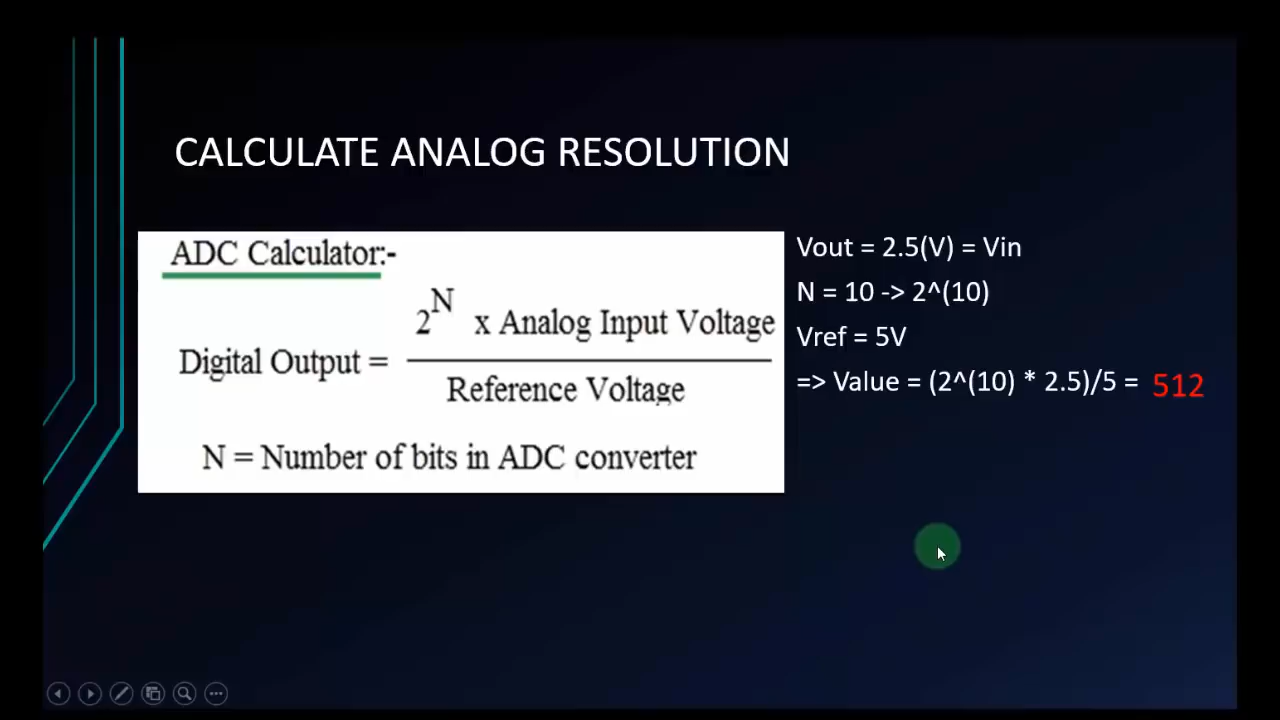 CALCULATE ANALOG RESOLUTION
ADC Calculator:-
Digital Output = 2^N x Analog Input Voltage / Reference Voltage
N = Number of bits in ADC converter
Vout = 2.5(V) = Vin
N = 10 -> 2^(10)
Vref = 5V
=> Value = (2^(10) * 2.5)/5 = 512